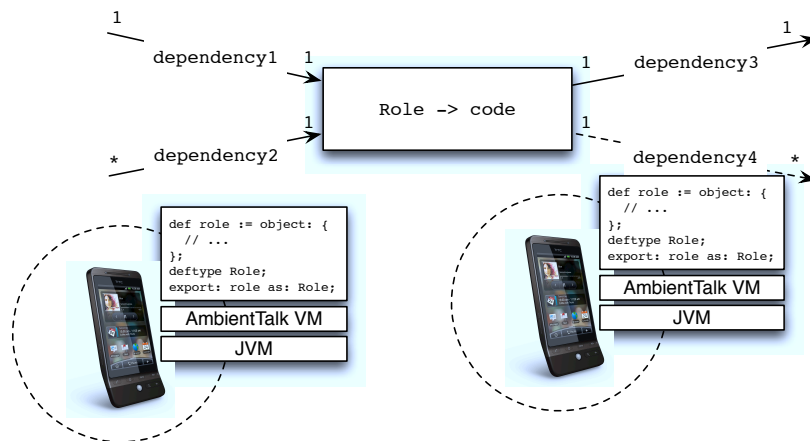 1
1
dependency1
dependency3
1
1
Role -> code
1
1
*
*
dependency2
dependency4
def role := object: {
// ...
};
deftype Role;
export: role as: Role;
AmbientTalk VM
JVM
def role := object: {
// ...
};
deftype Role;
export: role as: Role;
AmbientTalk VM
JVM